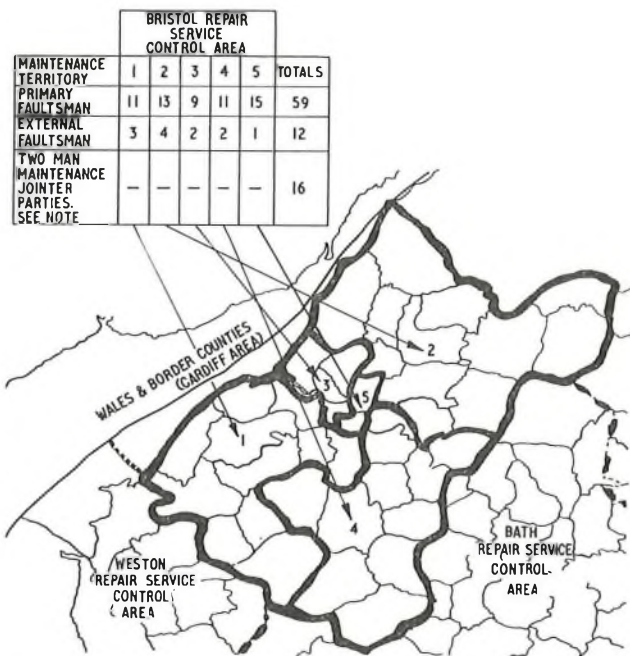 BRISTOL REPAIR
SERVICE
CONTROL AREA
MAINTENANCE
TERRITORY 1 2 3 4 5 TOTALS
PRIMARY
FAULTSMAN 11 13 9 11 15 59
EXTERNAL
FAULTSMAN 3 4 2 2 1 12
TWO MAN
MAINTENANCE
JOINTER
PARTIES.
SEE NOTE — — — — — 16
WALES & BORDER COUNTIES
(CARDIFF AREA)
2
3
5
1
4
WESTON
REPAIR SERVICE
CONTROL
AREA
BATH
REPAIR SERVICE
CONTROL
AREA